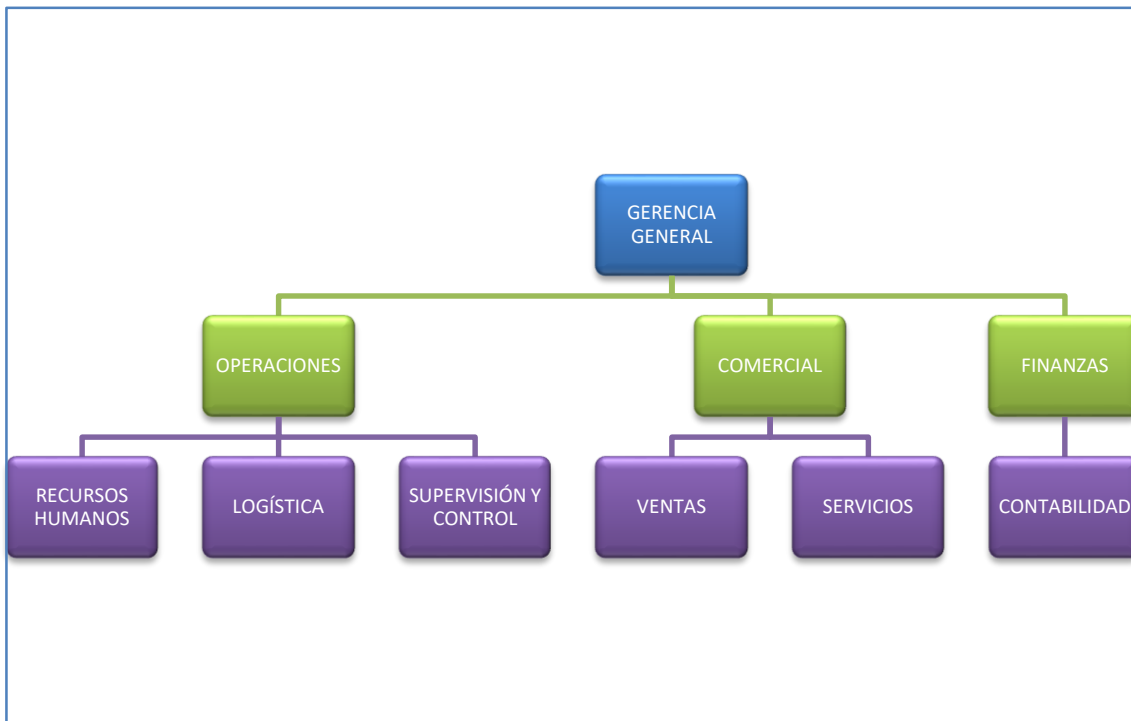 GERENCIA
GENERAL
OPERACIONES
COMERCIAL
FINANZAS
RECURSOS
HUMANOS
LOGÍSTICA
SUPERVISIÓN Y
CONTROL
VENTAS
SERVICIOS
CONTABILIDAD